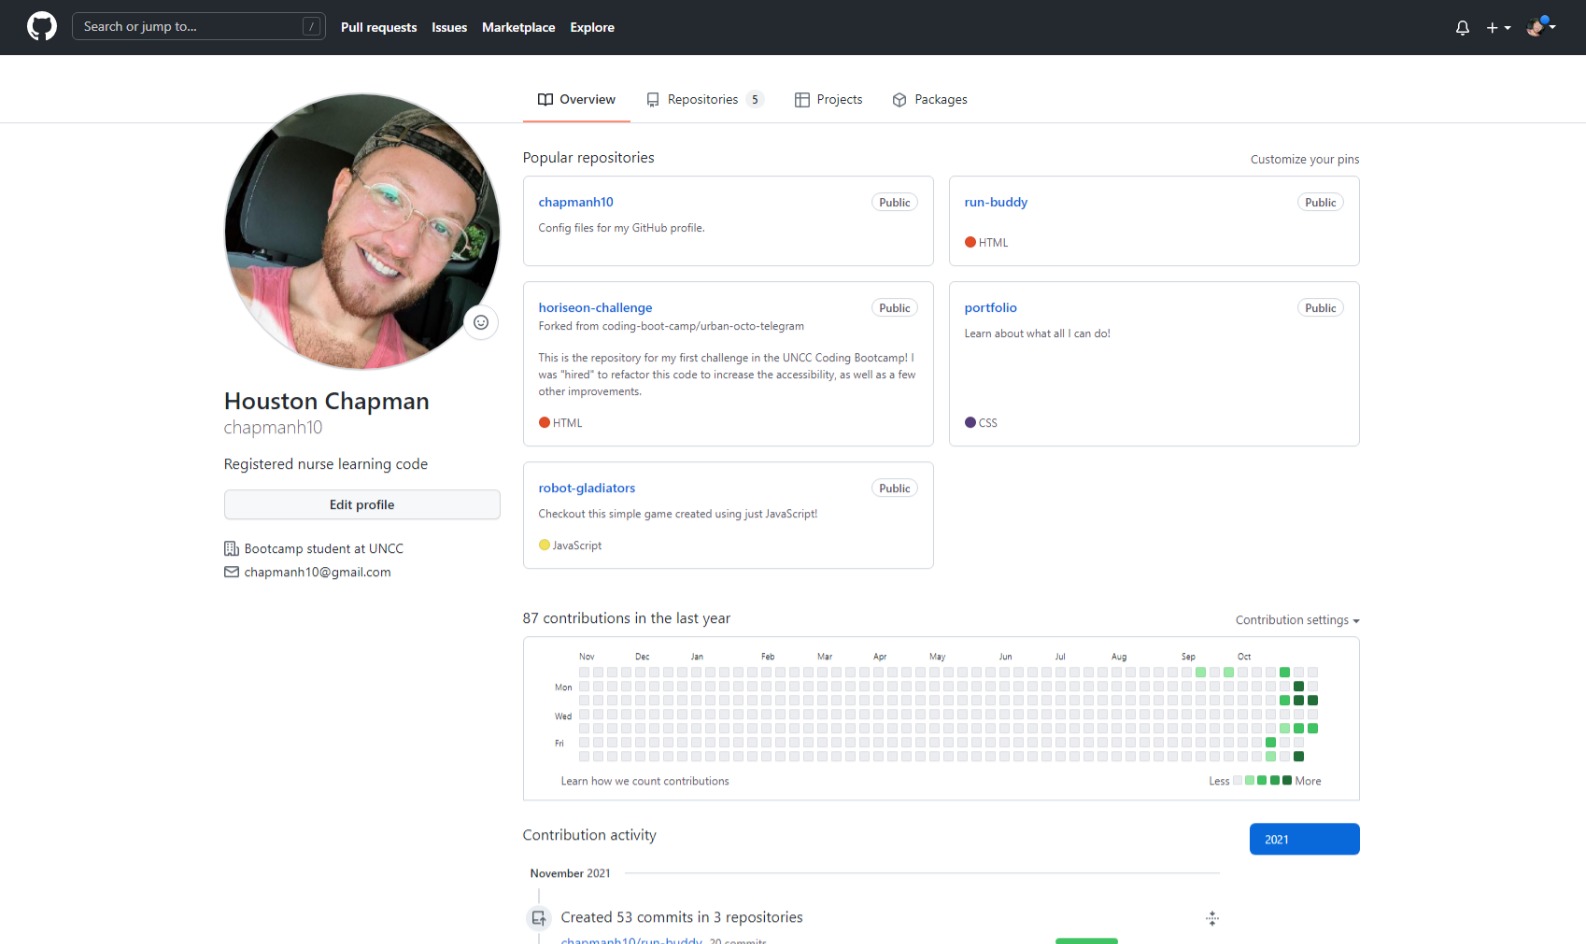 Search or jump to... /
Pull requests Issues Marketplace Explore
Overview Repositories 5 Projects Packages
Houston Chapman
chapmanh10
Registered nurse learning code
Edit profile
Bootcamp student at UNCC
chapmanh10@gmail.com
Popular repositories Customize your pins
chapmanh10 Public
Config files for my GitHub profile.
run-buddy Public
HTML
horiseon-challenge Public
Forked from coding-boot-camp/urban-octo-telegram
This is the repository for my first challenge in the UNCC Coding Bootcamp! I
was "hired" to refactor this code to increase the accessibility, as well as a few
other improvements.
HTML
portfolio Public
Learn about what all I can do!
CSS
robot-gladiators Public
Checkout this simple game created using just JavaScript!
JavaScript
87 contributions in the last year Contribution settings
Nov Dec Jan Feb Mar Apr May Jun Jul Aug Sep Oct
Mon
Wed
Fri
Learn how we count contributions Less More
Contribution activity 2021
November 2021
Created 53 commits in 3 repositories
chapmanh10/run-buddy 20 commits